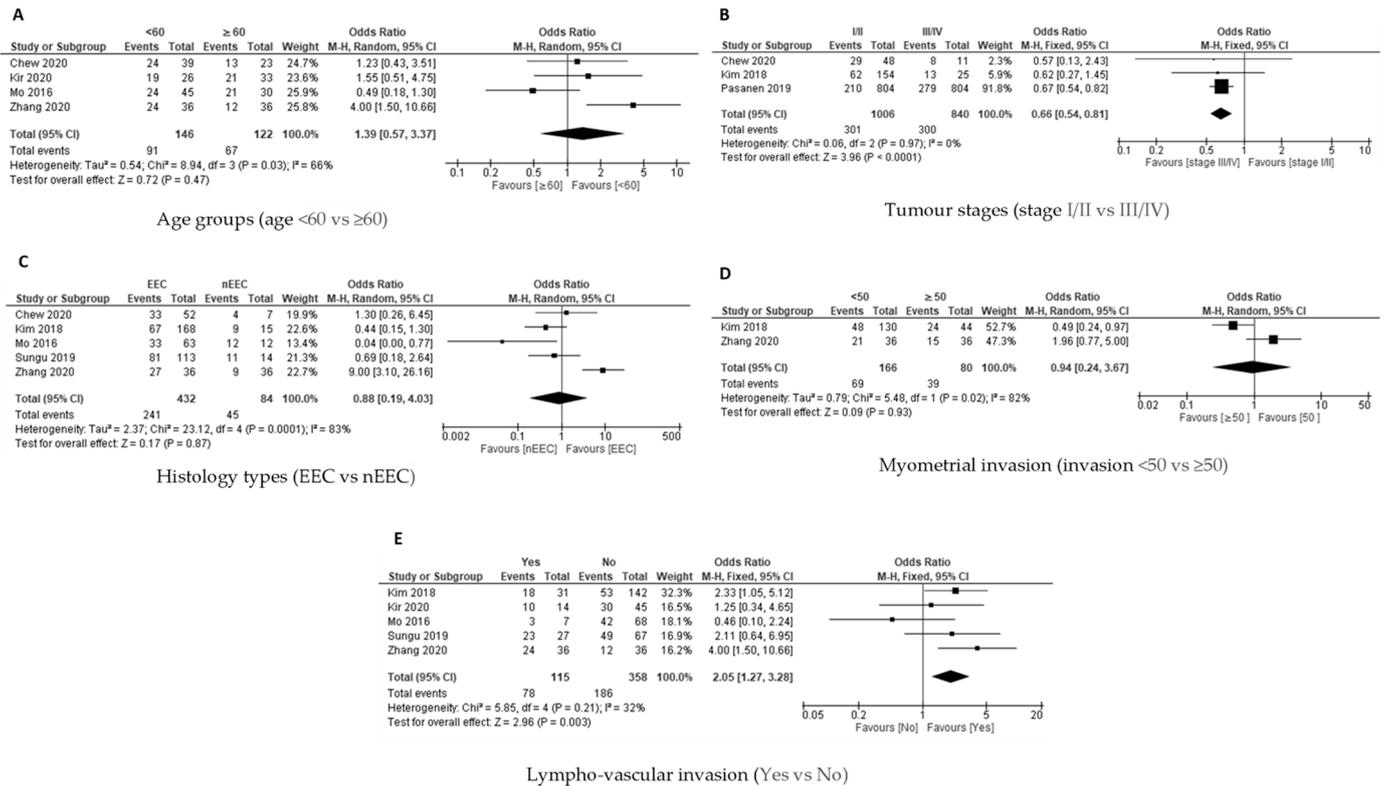 A
<60 ≥ 60 Odds Ratio Odds Ratio
Study or Subgroup Events Total Events Total Weight M-H, Random, 95% CI M-H, Random, 95% CI
Chew 2020 24 39 13 23 24.7% 1.23 [0.43, 3.51]
Kir 2020 19 26 21 33 23.6% 1.55 [0.51, 4.75]
Mo 2016 24 45 21 30 25.9% 0.49 [0.18, 1.30]
Zhang 2020 24 36 12 36 25.8% 4.00 [1.50, 10.66]
Total (95% CI) 146 122 100.0% 1.39 [0.57, 3.37]
Total events 91 67
Heterogeneity: Tau² = 0.54; Chi² = 8.94, df = 3 (P = 0.03); I² = 66%
Test for overall effect: Z = 0.72 (P = 0.47)
0.1 0.2 0.5 1 2 5 10
Favours [≥60] Favours [<60]
Age groups (age <60 vs ≥60)
B
I/II III/IV Odds Ratio Odds Ratio
Study or Subgroup Events Total Events Total Weight M-H, Fixed, 95% CI M-H, Fixed, 95% CI
Chew 2020 29 48 8 11 2.3% 0.57 [0.13, 2.43]
Kim 2018 62 154 13 25 5.9% 0.62 [0.27, 1.45]
Pasanen 2019 210 804 279 804 91.8% 0.67 [0.54, 0.82]
Total (95% CI) 1006 840 100.0% 0.66 [0.54, 0.81]
Total events 301 300
Heterogeneity: Chi² = 0.06, df = 2 (P = 0.97); I² = 0%
Test for overall effect: Z = 3.96 (P < 0.0001)
0.1 0.2 0.5 1 2 5 10
Favours [stage III/IV] Favours [stage I/II]
Tumour stages (stage I/II vs III/IV)
C
EEC nEEC Odds Ratio Odds Ratio
Study or Subgroup Events Total Events Total Weight M-H, Random, 95% CI M-H, Random, 95% CI
Chew 2020 33 52 4 7 19.9% 1.30 [0.26, 6.45]
Kim 2018 67 168 9 15 22.6% 0.44 [0.15, 1.30]
Mo 2016 33 63 12 12 13.4% 0.04 [0.00, 0.77]
Sungu 2019 81 113 11 14 21.3% 0.69 [0.18, 2.64]
Zhang 2020 27 36 9 36 22.7% 9.00 [3.10, 26.16]
Total (95% CI) 432 84 100.0% 0.88 [0.19, 4.03]
Total events 241 45
Heterogeneity: Tau² = 2.37; Chi² = 23.12, df = 4 (P = 0.0001); I² = 83%
Test for overall effect: Z = 0.17 (P = 0.87)
0.002 0.1 1 10 500
Favours [nEEC] Favours [EEC]
Histology types (EEC vs nEEC)
D
<50 ≥ 50 Odds Ratio Odds Ratio
Study or Subgroup Events Total Events Total Weight M-H, Random, 95% CI M-H, Random, 95% CI
Kim 2018 48 130 24 44 52.7% 0.49 [0.24, 0.97]
Zhang 2020 21 36 15 36 47.3% 1.96 [0.77, 5.00]
Total (95% CI) 166 80 100.0% 0.94 [0.24, 3.67]
Total events 69 39
Heterogeneity: Tau² = 0.79; Chi² = 5.48, df = 1 (P = 0.02); I² = 82%
Test for overall effect: Z = 0.09 (P = 0.93)
0.02 0.1 1 10 50
Favours [≥50 ] Favours [50 ]
Myometrial invasion (invasion <50 vs ≥50)
E
Yes No Odds Ratio Odds Ratio
Study or Subgroup Events Total Events Total Weight M-H, Fixed, 95% CI M-H, Fixed, 95% CI
Kim 2018 18 31 53 142 32.3% 2.33 [1.05, 5.12]
Kir 2020 10 14 30 45 16.5% 1.25 [0.34, 4.65]
Mo 2016 3 7 42 68 18.1% 0.46 [0.10, 2.24]
Sungu 2019 23 27 49 67 16.9% 2.11 [0.64, 6.95]
Zhang 2020 24 36 12 36 16.2% 4.00 [1.50, 10.66]
Total (95% CI) 115 358 100.0% 2.05 [1.27, 3.28]
Total events 78 186
Heterogeneity: Chi² = 5.85, df = 4 (P = 0.21); I² = 32%
Test for overall effect: Z = 2.96 (P = 0.003)
0.05 0.2 1 5 20
Favours [No] Favours [Yes]
Lympho-vascular invasion (Yes vs No)